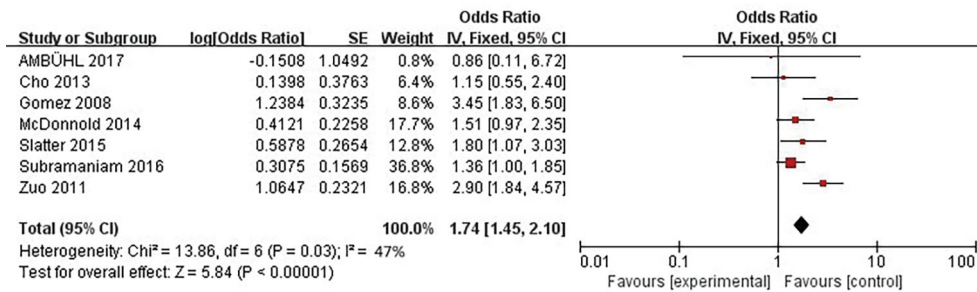 Odds Ratio Odds Ratio
Study or Subgroup log[Odds Ratio] SE Weight IV, Fixed, 95% CI IV, Fixed, 95% CI
AMBÜHL 2017 -0.1508 1.0492 0.8% 0.86 [0.11, 6.72]
Cho 2013 0.1398 0.3763 6.4% 1.15 [0.55, 2.40]
Gomez 2008 1.2384 0.3235 8.6% 3.45 [1.83, 6.50]
McDonnold 2014 0.4121 0.2258 17.7% 1.51 [0.97, 2.35]
Slatter 2015 0.5878 0.2654 12.8% 1.80 [1.07, 3.03]
Subramaniam 2016 0.3075 0.1569 36.8% 1.36 [1.00, 1.85]
Zuo 2011 1.0647 0.2321 16.8% 2.90 [1.84, 4.57]
Total (95% CI) 100.0% 1.74 [1.45, 2.10]
Heterogeneity: Chi² = 13.86, df = 6 (P = 0.03); I² = 47%
Test for overall effect: Z = 5.84 (P < 0.00001)
0.01 0.1 1 10 100
Favours [experimental] Favours [control]